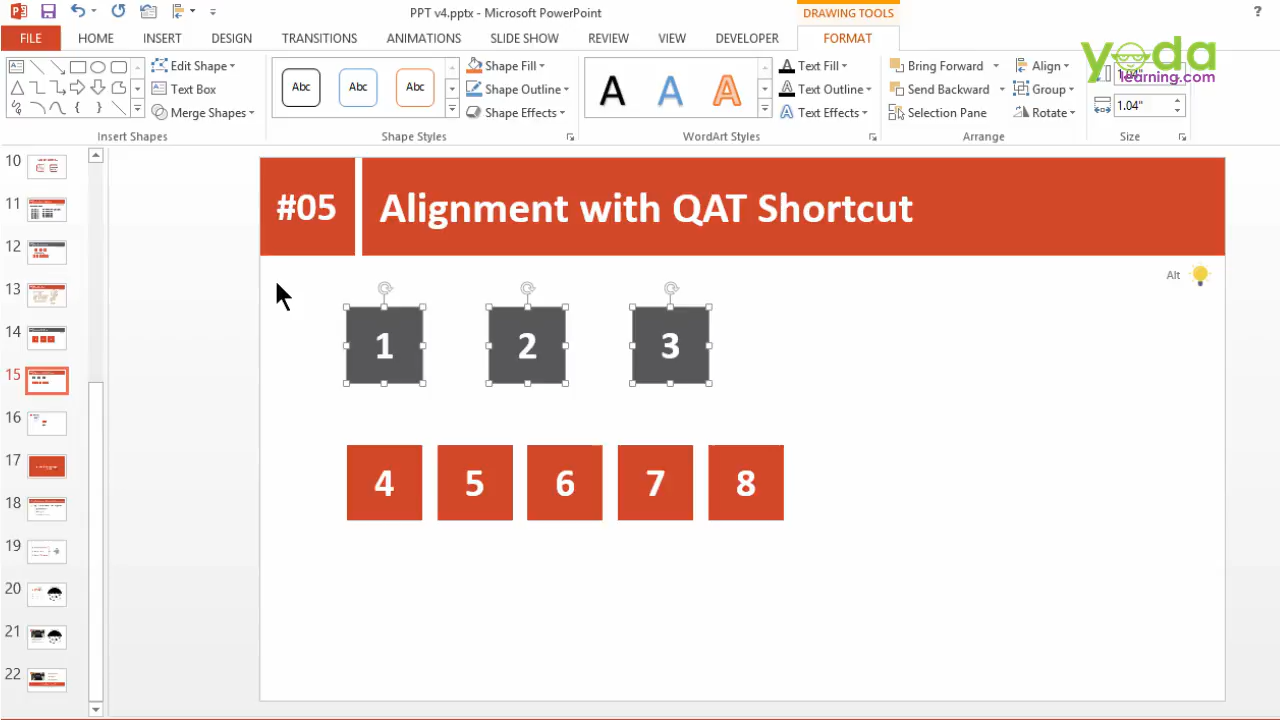 PPT v4.pptx - Microsoft PowerPoint
DRAWING TOOLS
?
FILE
HOME
INSERT
DESIGN
TRANSITIONS
ANIMATIONS
SLIDE SHOW
REVIEW
VIEW
DEVELOPER
FORMAT
yoda
learning.com
Edit Shape
Text Box
Merge Shapes
Insert Shapes
Abc
Abc
Abc
Shape Fill
Shape Outline
Shape Effects
Shape Styles
A
A
A
Text Fill
Text Outline
Text Effects
WordArt Styles
Bring Forward
Send Backward
Selection Pane
Align
Group
Rotate
Arrange
1.04"
1.04"
Size
10
11
12
13
14
15
16
17
18
19
20
21
22
#05
Alignment with QAT Shortcut
Alt
1
2
3
4
5
6
7
8